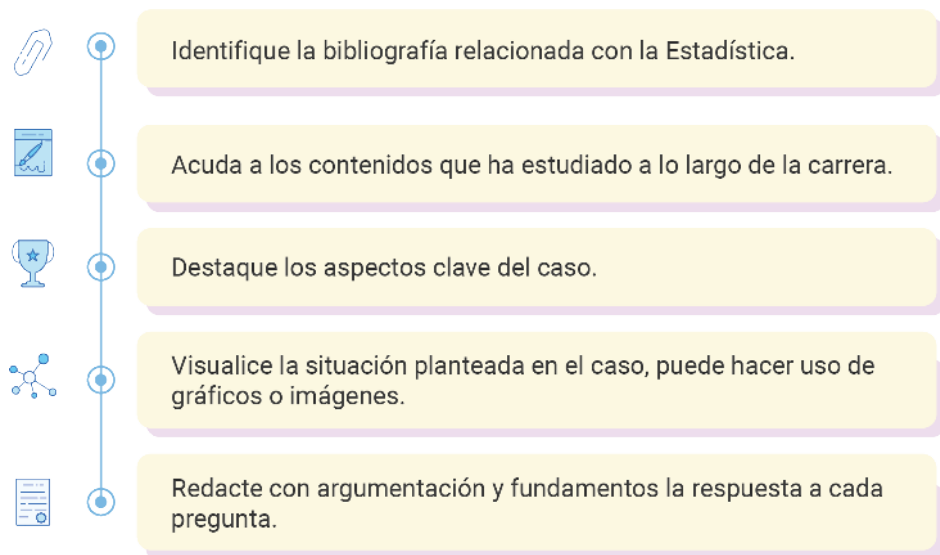 Identifique la bibliografía relacionada con la Estadística.
Acuda a los contenidos que ha estudiado a lo largo de la carrera.
Destaque los aspectos clave del caso.
Visualice la situación planteada en el caso, puede hacer uso de
gráficos o imágenes.
Redacte con argumentación y fundamentos la respuesta a cada
pregunta.